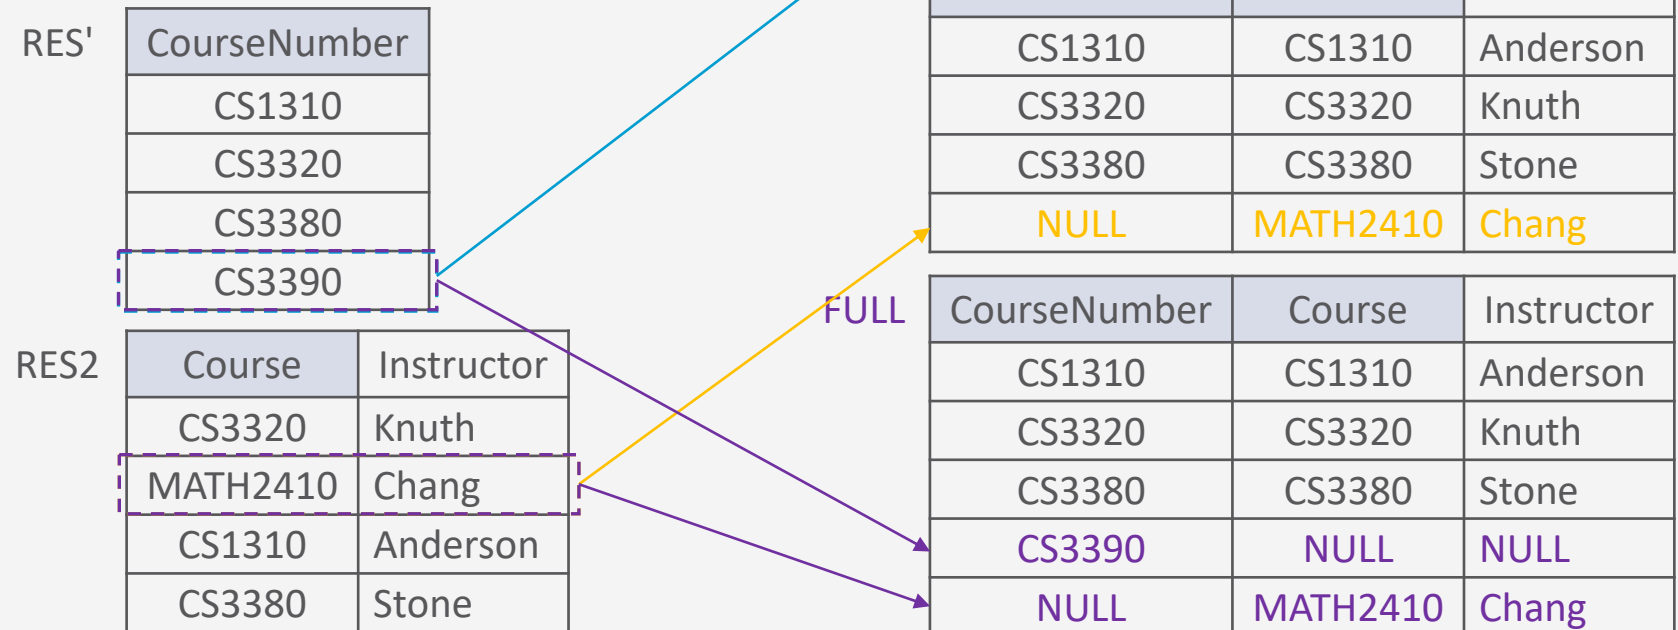 RES'
CourseNumber
CS1310
CS3320
CS3380
CS3390
RES2
Course Instructor
CS3320 Knuth
MATH2410 Chang
CS1310 Anderson
CS3380 Stone
CS1310 CS1310 Anderson
CS3320 CS3320 Knuth
CS3380 CS3380 Stone
NULL MATH2410 Chang
FULL
CourseNumber Course Instructor
CS1310 CS1310 Anderson
CS3320 CS3320 Knuth
CS3380 CS3380 Stone
CS3390 NULL NULL
NULL MATH2410 Chang